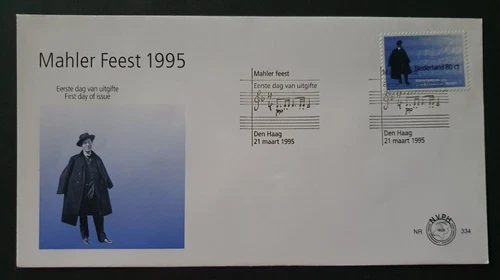 Mahler Feest 1995
Eerste dag van uitgifte
First day of issue
Mahler feest
Eerste dag van uitgifte
Den Haag
21 maart 1995
Nederland 80 ct
Den Haag
21 maart 1995
NR
N.V.P.H.
334